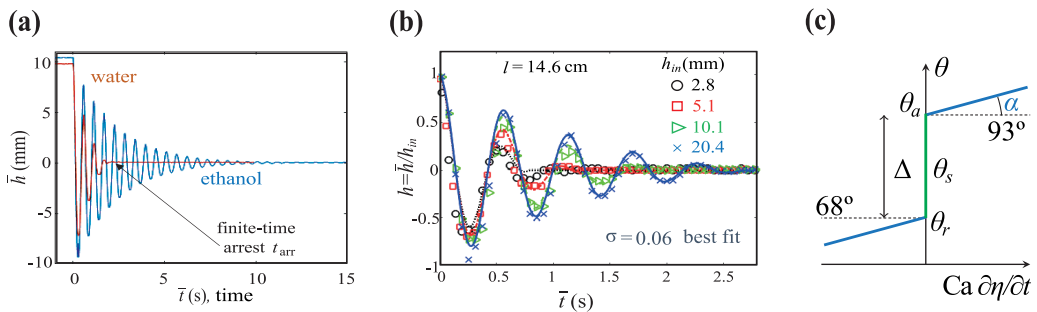 (a)
10
5
0
-5
-10
h̅ (mm)
water
ethanol
finite-time
arrest t_arr
0
5
10
15
t̅ (s), time
(b)
1
0.5
0
-0.5
-1
h=h̅/h_in
l = 14.6 cm
h_in(mm)
2.8
5.1
10.1
20.4
σ = 0.06 best fit
0
0.5
1
1.5
2
2.5
t̅ (s)
(c)
θ
θ_a
α
93º
Δ
θ_s
68º
θ_r
Ca ∂η/∂t